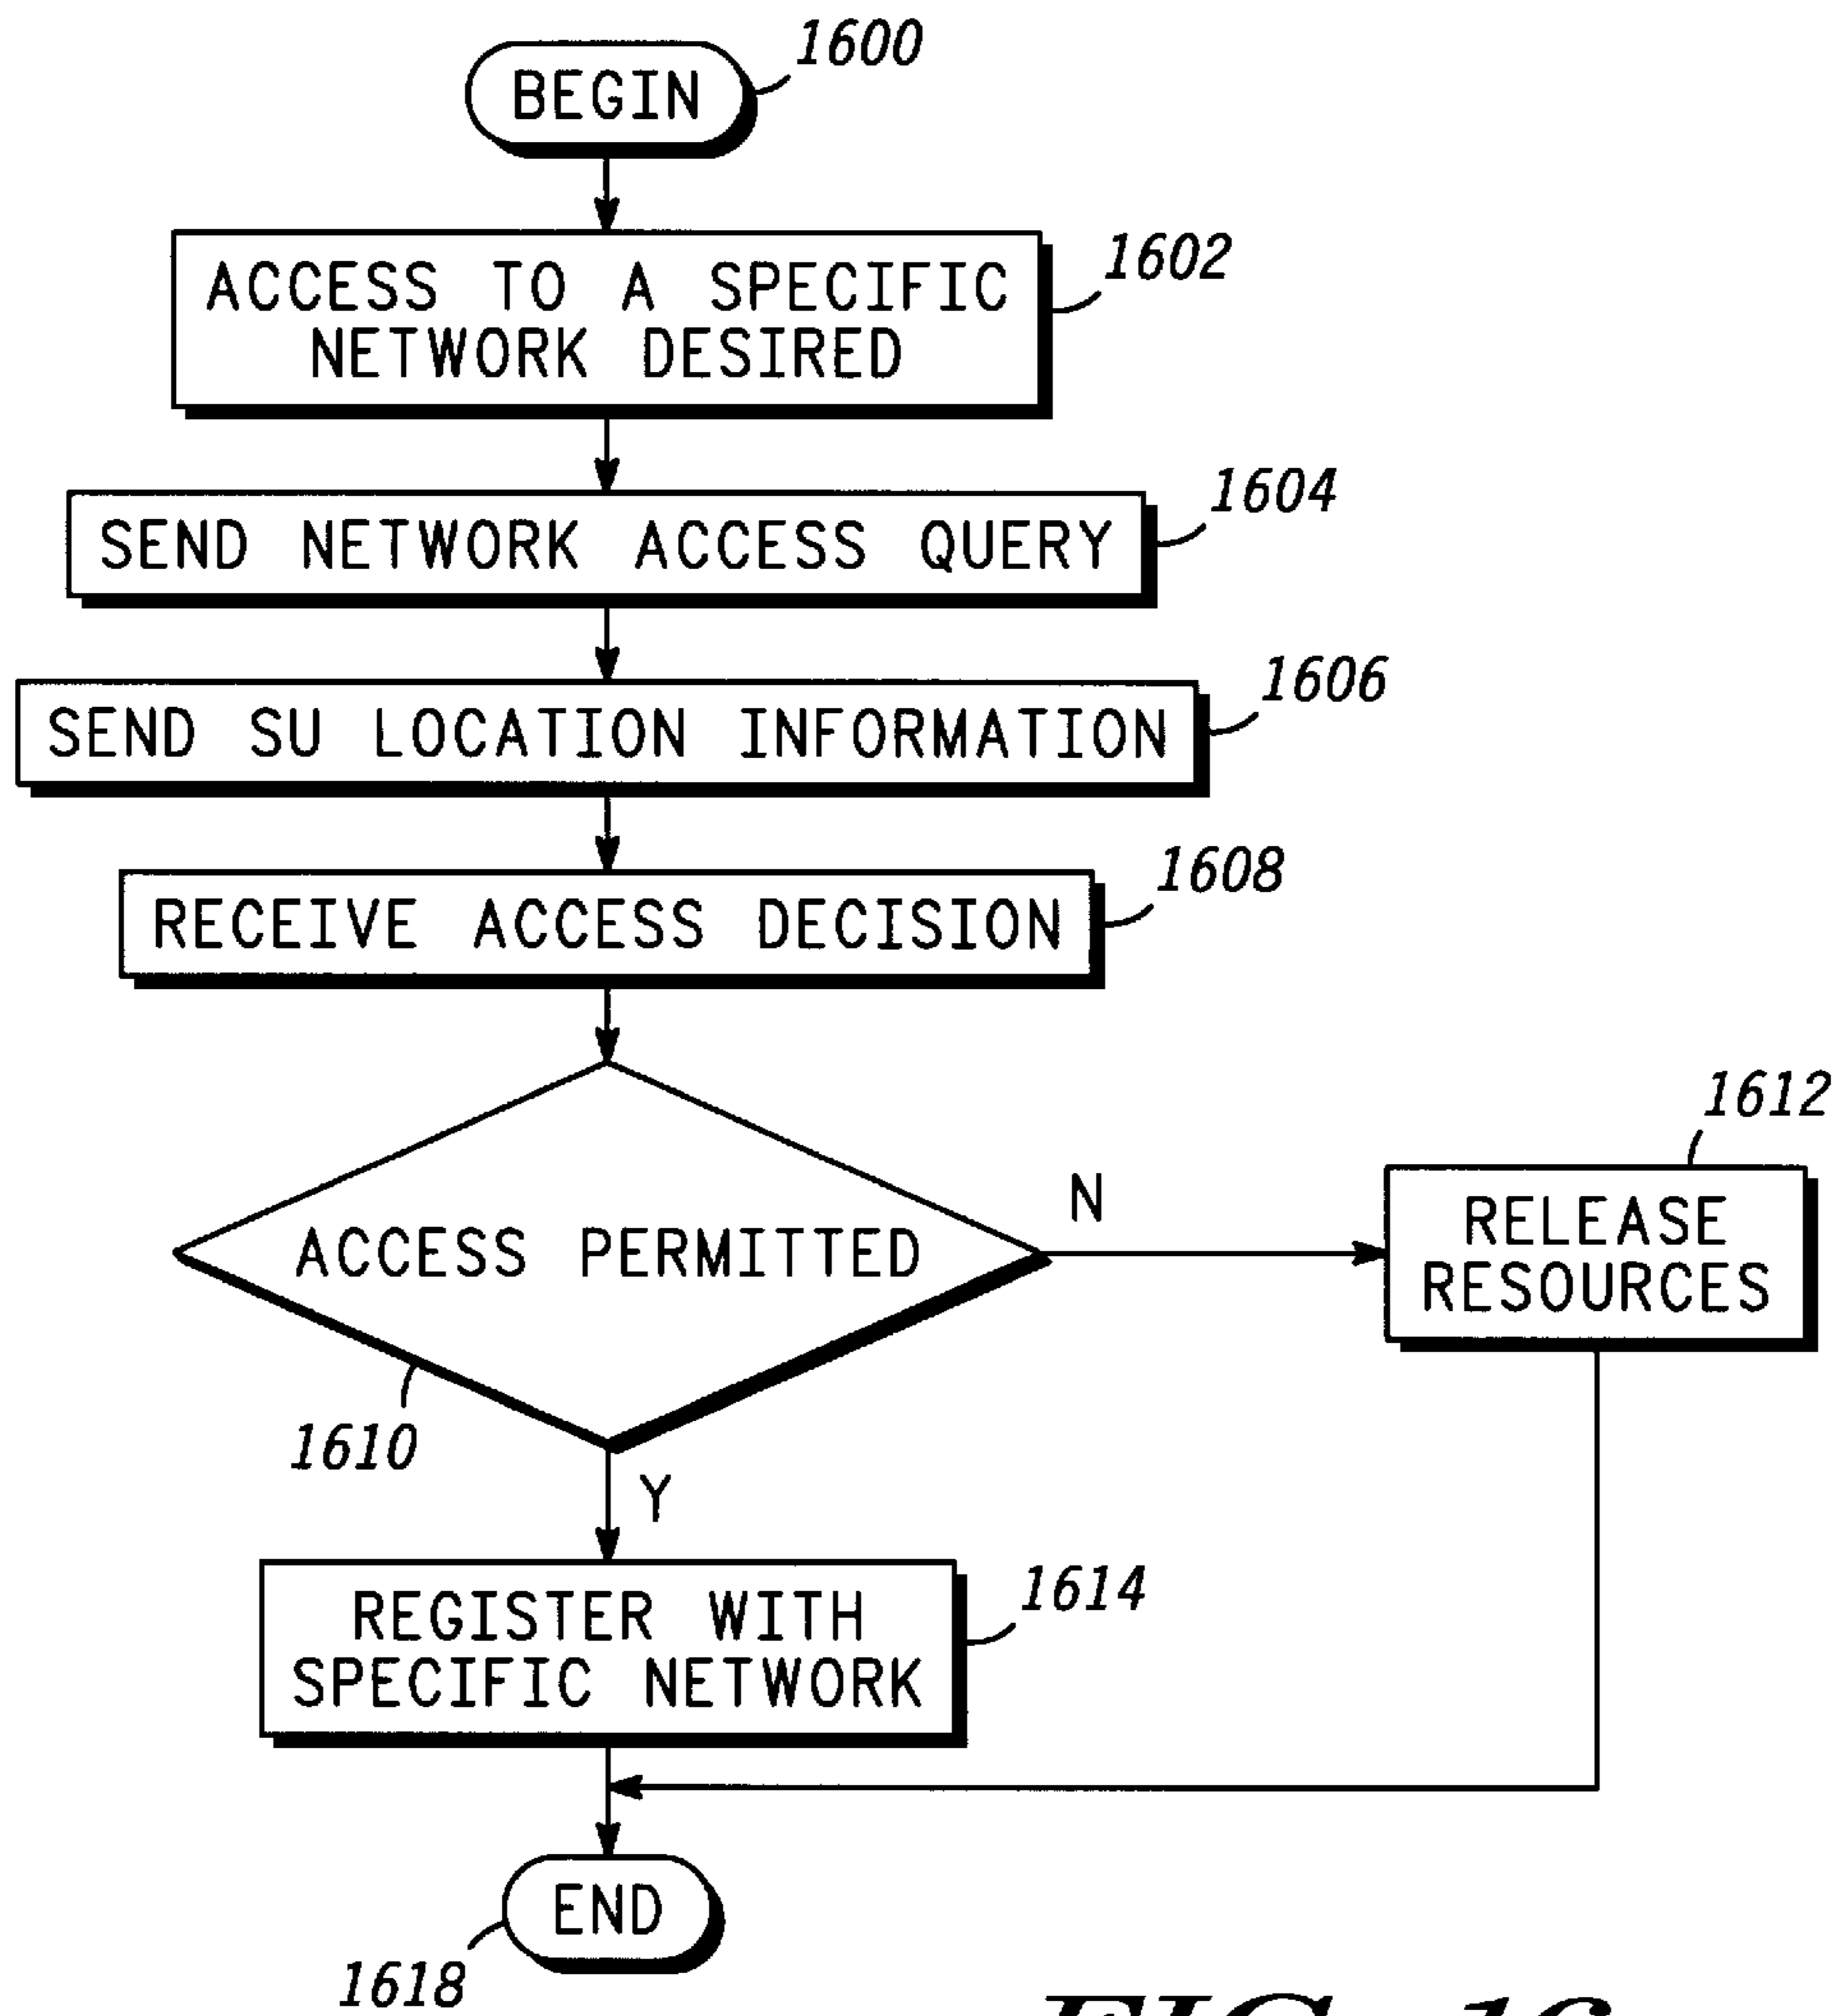 BEGIN
1600
ACCESS TO A SPECIFIC
NETWORK DESIRED
1602
SEND NETWORK ACCESS QUERY
1604
SEND SU LOCATION INFORMATION
1606
RECEIVE ACCESS DECISION
1608
ACCESS PERMITTED
1610
N
RELEASE
RESOURCES
1612
Y
REGISTER WITH
SPECIFIC NETWORK
1614
END
1618